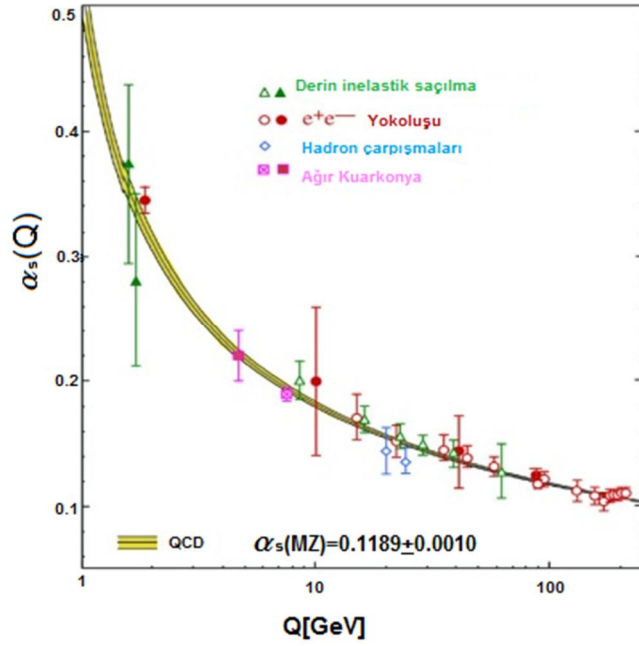 0.5
0.4
0.3
0.2
0.1
αs(Q)
Derin inelastik saçılma
e+e— Yokoluşu
Hadron çarpışmaları
Ağır Kuarkonya
QCD
αs(MZ)=0.1189±0.0010
1 10 100
Q[GeV]